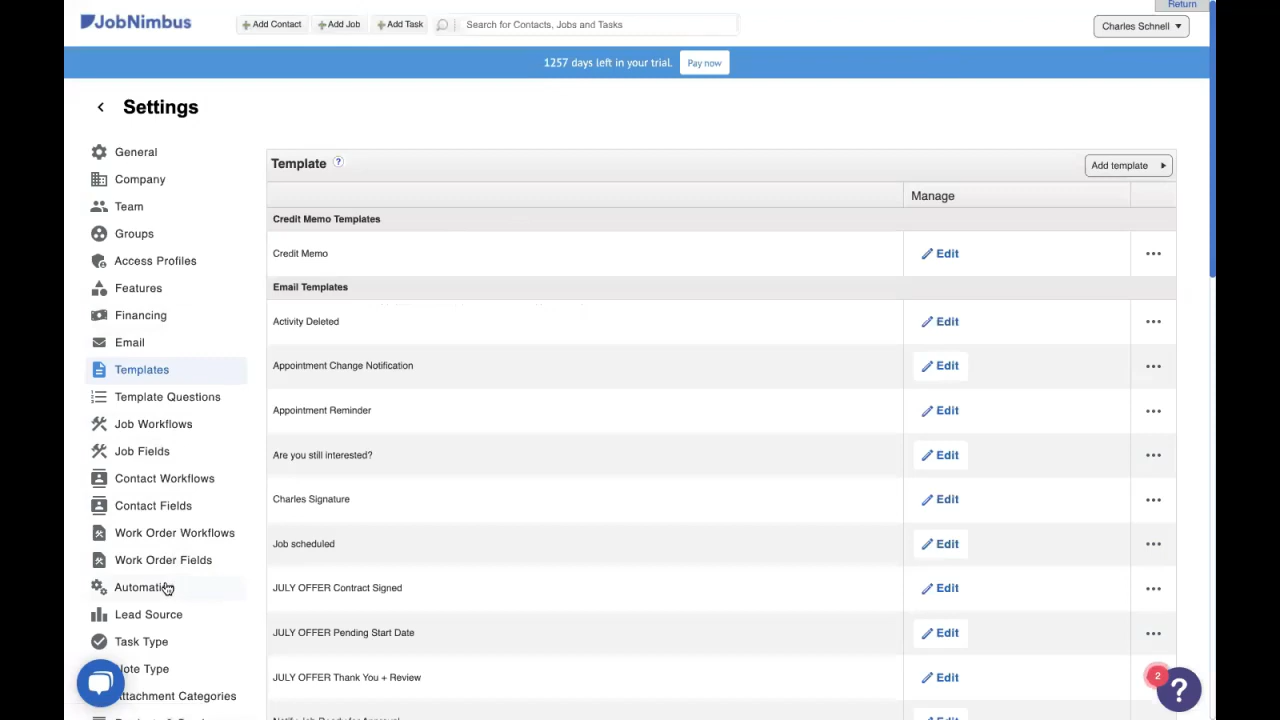 Return
JobNimbus
Add Contact
Add Job
Add Task
Search for Contacts, Jobs and Tasks
Charles Schnell
1257 days left in your trial.
Pay now
Settings
General
Company
Team
Groups
Access Profiles
Features
Financing
Email
Templates
Template Questions
Job Workflows
Job Fields
Contact Workflows
Contact Fields
Work Order Workflows
Work Order Fields
Lead Source
Task Type
Type
Attachment Categories
Template ?
Add template
Manage
Credit Memo Templates
Credit Memo
Edit
Email Templates
Activity Deleted
Edit
Appointment Change Notification
Edit
Appointment Reminder
Edit
Are you still interested?
Edit
Charles Signature
Edit
Job scheduled
Edit
JULY OFFER Contract Signed
Edit
JULY OFFER Pending Start Date
Edit
JULY OFFER Thank You + Review
Edit
2
?